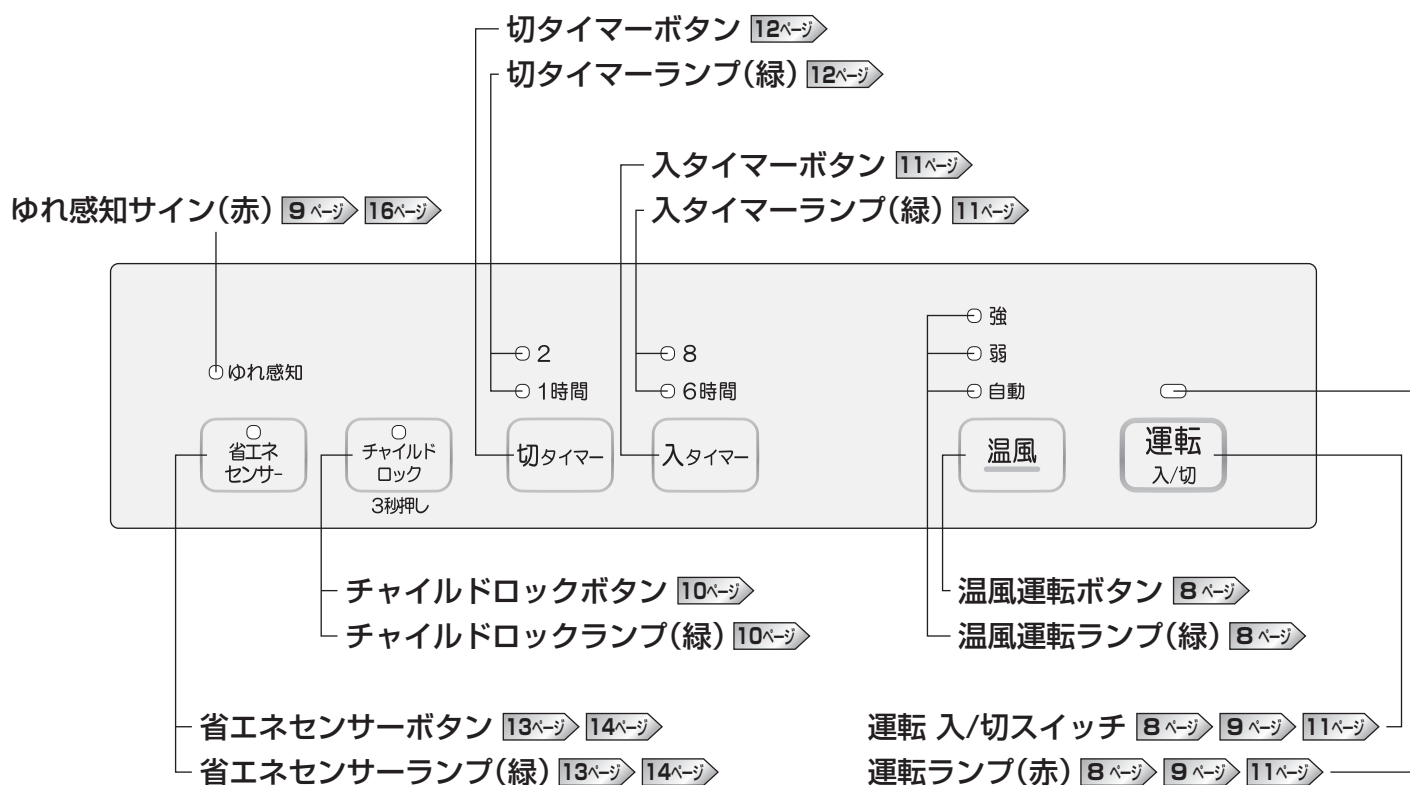 切タイマーボタン 12ページ
切タイマーランプ(緑) 12ページ
入タイマーボタン 11ページ
ゆれ感知サイン(赤) 9ページ 16ページ
入タイマーランプ(緑) 11ページ
強
2
8
弱
ゆれ感知
1時間
6時間
自動
省エネ
センサー
チャイルド
ロック
3秒押し
切タイマー
入タイマー
温風
運転
入/切
チャイルドロックボタン 10ページ
チャイルドロックランプ(緑) 10ページ
温風運転ボタン 8ページ
温風運転ランプ(緑) 8ページ
省エネセンサーボタン 13ページ 14ページ
省エネセンサーランプ(緑) 13ページ 14ページ
運転 入/切スイッチ 8ページ 9ページ 11ページ
運転ランプ(赤) 8ページ 9ページ 11ページ